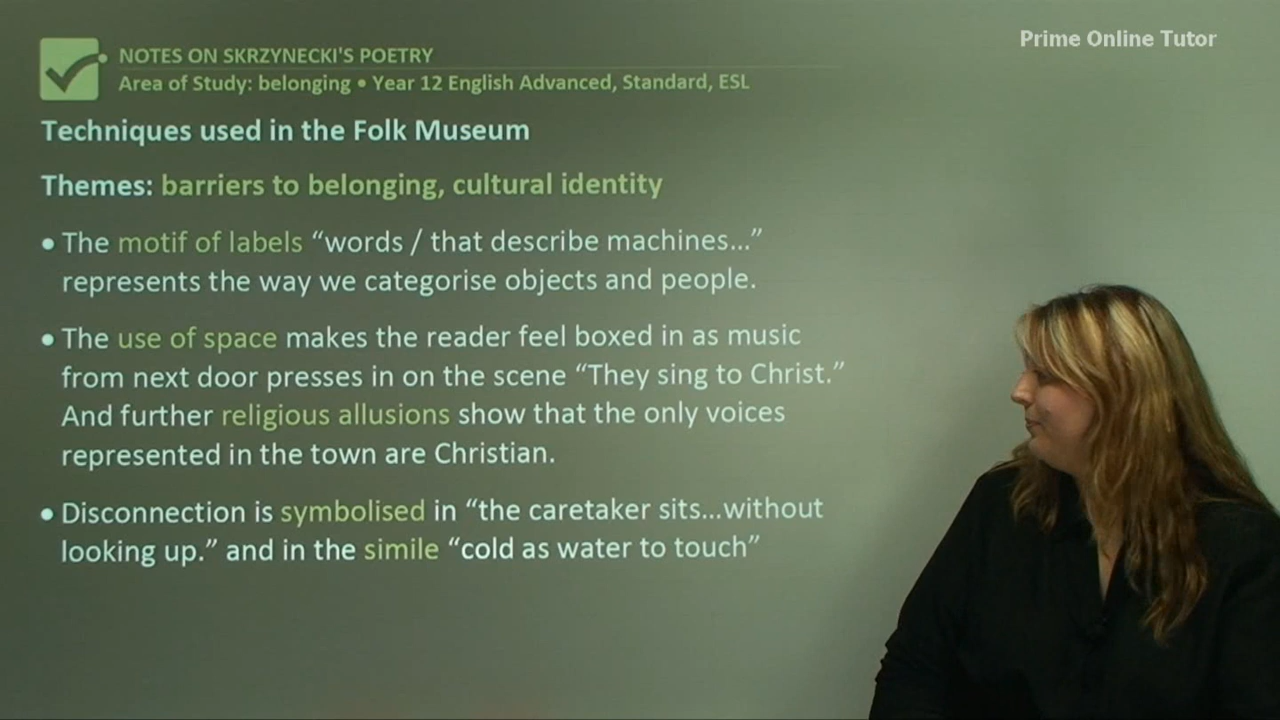 Prime Online Tutor
NOTES ON SKRZYNECKI'S POETRY
Area of Study: belonging • Year 12 English Advanced, Standard, ESL
Techniques used in the Folk Museum
Themes: barriers to belonging, cultural identity
• The motif of labels “words / that describe machines...”
represents the way we categorise objects and people.
• The use of space makes the reader feel boxed in as music
from next door presses in on the scene “They sing to Christ.”
And further religious allusions show that the only voices
represented in the town are Christian.
• Disconnection is symbolised in “the caretaker sits...without
looking up.” and in the simile “cold as water to touch”